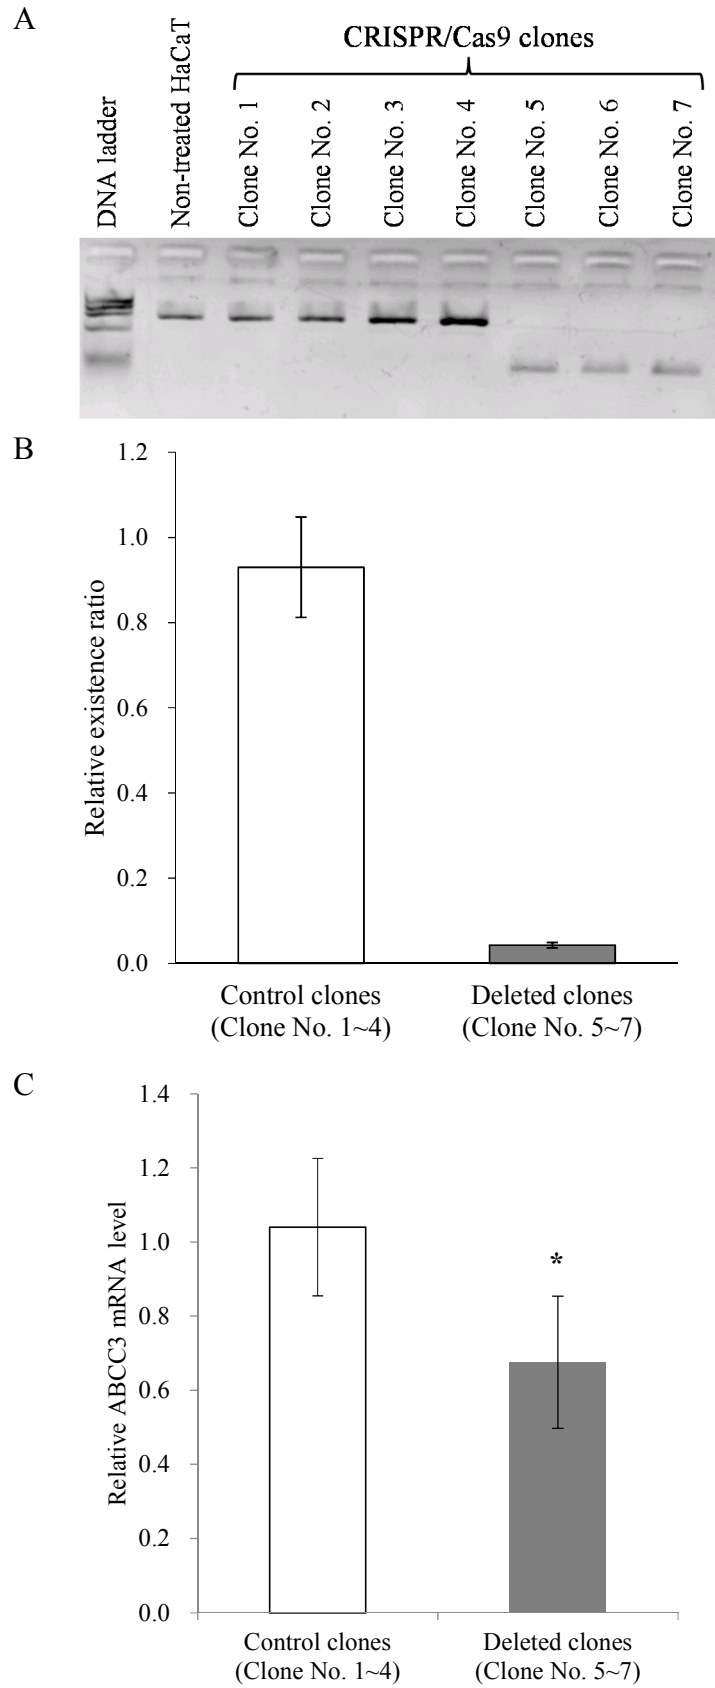 A
CRISPR/Cas9 clones
DNA ladder
Non-treated HaCaT
Clone No. 1
Clone No. 2
Clone No. 3
Clone No. 4
Clone No. 5
Clone No. 6
Clone No. 7
B
Relative existence ratio
1.2
1.0
0.8
0.6
0.4
0.2
0.0
Control clones
(Clone No. 1~4)
Deleted clones
(Clone No. 5~7)
C
Relative ABCC3 mRNA level
1.4
1.2
1.0
0.8
0.6
0.4
0.2
0.0
*
Control clones
(Clone No. 1~4)
Deleted clones
(Clone No. 5~7)